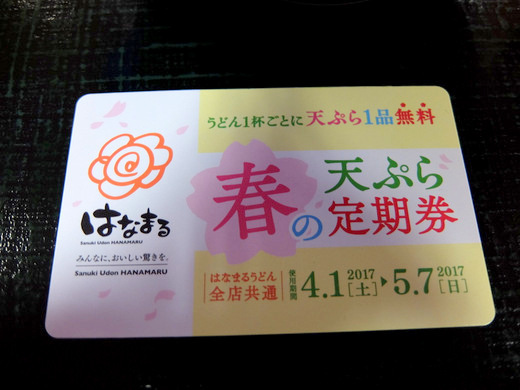 うどん1杯ごとに天ぷら1品無料
春の天ぷら定期券
はなまる
Sanuki Udon HANAMARU
みんなに、おいしい驚きを。
Sanuki Udon HANAMARU
はなまるうどん
全店共通
使用期間
2017 4.1[土]▶2017 5.7[日]